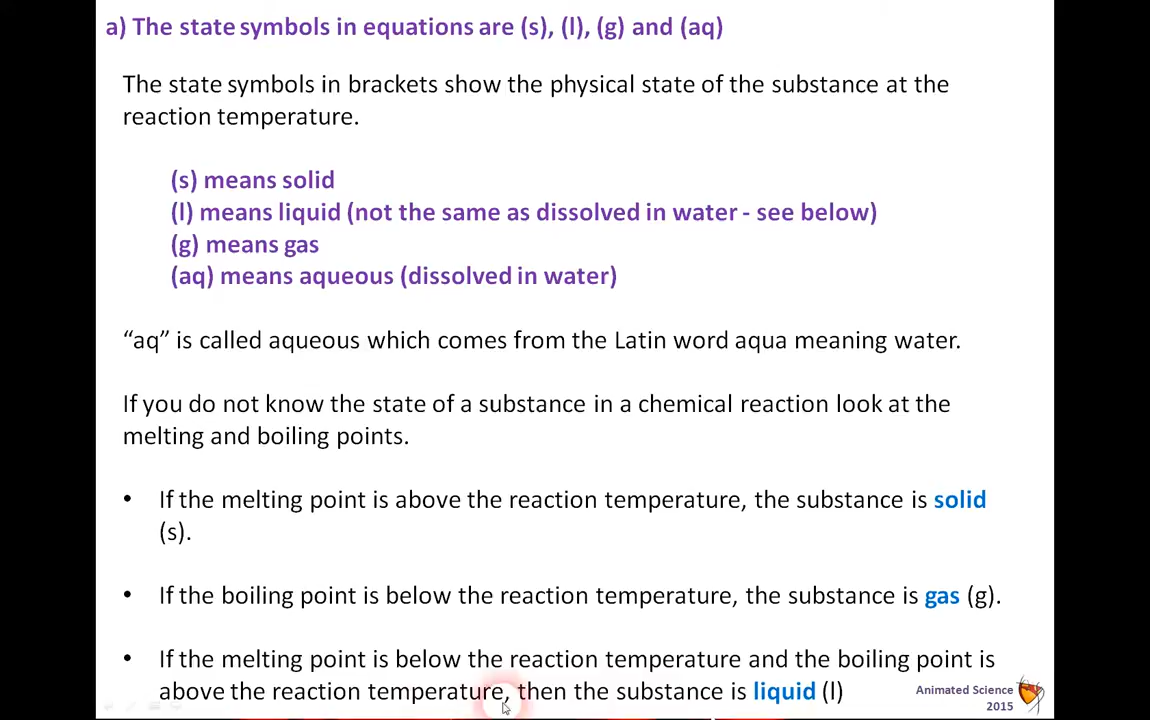 a) The state symbols in equations are (s), (l), (g) and (aq)
The state symbols in brackets show the physical state of the substance at the
reaction temperature.
(s) means solid
(l) means liquid (not the same as dissolved in water - see below)
(g) means gas
(aq) means aqueous (dissolved in water)
“aq” is called aqueous which comes from the Latin word aqua meaning water.
If you do not know the state of a substance in a chemical reaction look at the
melting and boiling points.
• If the melting point is above the reaction temperature, the substance is solid
(s).
• If the boiling point is below the reaction temperature, the substance is gas (g).
• If the melting point is below the reaction temperature and the boiling point is
above the reaction temperature, then the substance is liquid (l)
Animated Science
2015